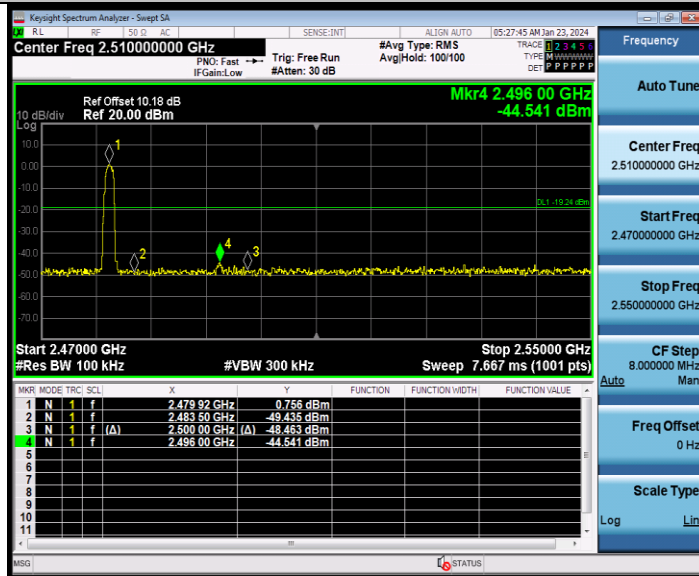 Keysight Spectrum Analyzer - Swept SA
RL RF 50 Ω AC SENSE:INT ALIGN AUTO 05:27:45 AM Jan 23, 2024
Center Freq 2.510000000 GHz #Avg Type: RMS TRACE 1 2 3 4 5 6
PNO: Fast Trig: Free Run Avg|Hold: 100/100 TYPE M
IFGain:Low #Atten: 30 dB DET P P P P P P
Mkr4 2.496 00 GHz
-44.541 dBm
Ref Offset 10.18 dB
10 dB/div Ref 20.00 dBm
Log
10.0
0.00
-10.0
-20.0
-30.0
-40.0
-50.0
-60.0
-70.0
1
2
4
3
DL1 -19.24 dBm
Start 2.47000 GHz Stop 2.55000 GHz
#Res BW 100 kHz #VBW 300 kHz Sweep 7.667 ms (1001 pts)
MKR MODE TRC SCL X Y FUNCTION FUNCTION WIDTH FUNCTION VALUE
1 N 1 f 2.479 92 GHz 0.756 dBm
2 N 1 f 2.483 50 GHz -49.435 dBm
3 N 1 f (Δ) 2.500 00 GHz (Δ) -48.463 dBm
4 N 1 f 2.496 00 GHz -44.541 dBm
5
6
7
8
9
10
11
MSG STATUS
Frequency
Auto Tune
Center Freq
2.510000000 GHz
Start Freq
2.470000000 GHz
Stop Freq
2.550000000 GHz
CF Step
8.000000 MHz
Auto Man
Freq Offset
0 Hz
Scale Type
Log Lin